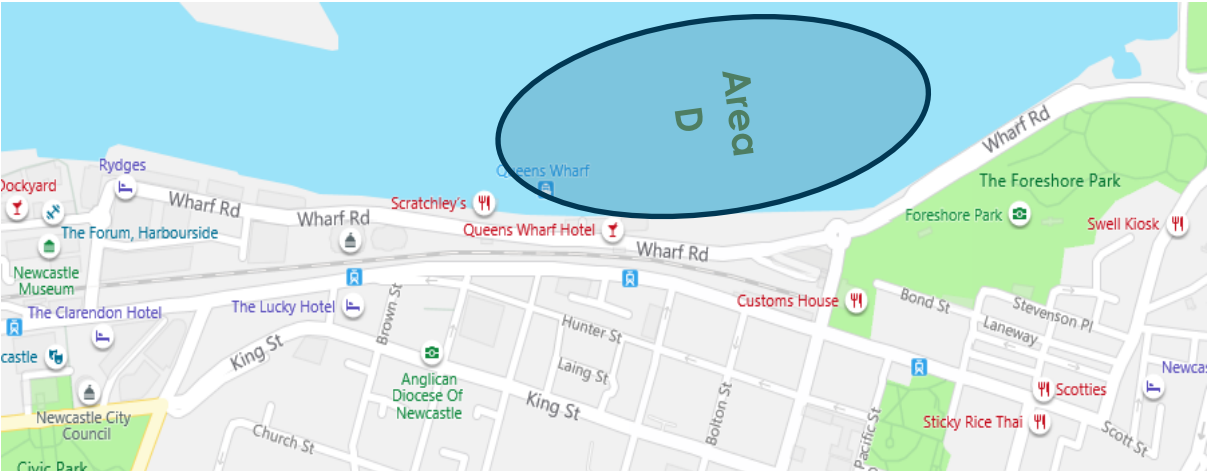 Area
D
Queens Wharf
Rydges
Dockyard
Wharf Rd
Scratchley's
Wharf Rd
Wharf Rd
The Foreshore Park
Foreshore Park
Swell Kiosk
The Forum, Harbourside
Wharf Rd
Queens Wharf Hotel
Newcastle
Museum
The Clarendon Hotel
The Lucky Hotel
Brown St
Customs House
Bond St
Stevenson Pl
Laneway
Hunter St
King St
castle
Laing St
Anglican
Diocese Of
Newcastle
King St
Newcas
Scotties
Newcastle City
Council
Bolton St
Sticky Rice Thai
Pacific St
Scott St
Church St
Civic Park